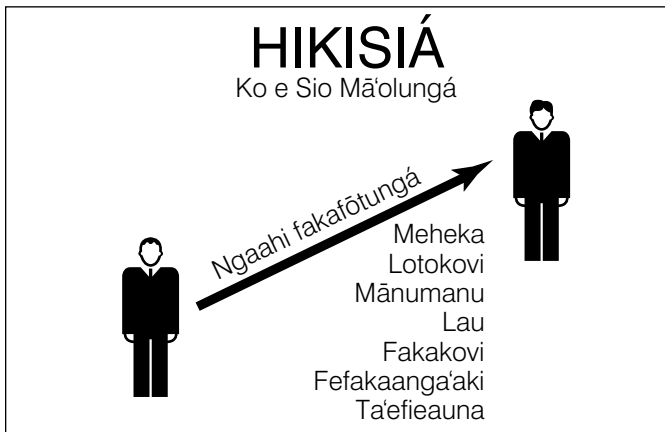 HIKISIÁ
Ko e Sio Mā‘olungá
Ngaahi fakafōtungá
Meheka
Lotokovi
Mānumanu
Lau
Fakakovi
Fefakaanga‘aki
Ta‘efieauna